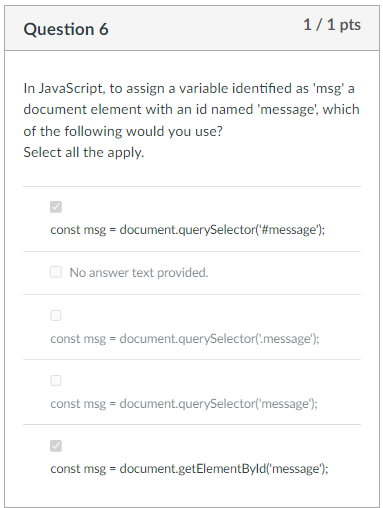 Question 6
1 / 1 pts
In JavaScript, to assign a variable identified as 'msg' a
document element with an id named 'message', which
of the following would you use?
Select all the apply.
const msg = document.querySelector('#message');
No answer text provided.
const msg = document.querySelector('.message');
const msg = document.querySelector('message');
const msg = document.getElementById('message');